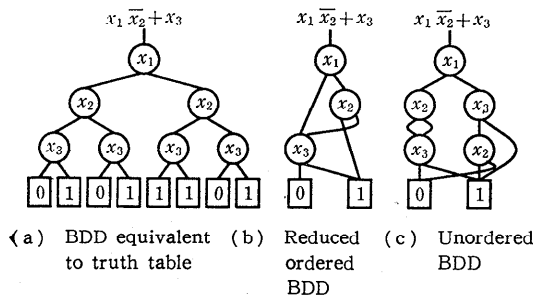 x₁ x̅₂ + x₃ x₁ x̅₂ + x₃ x₁ x̅₂ + x₃
x₁ x₁ x₁
x₂ x₂ x₂ x₂ x₃
x₃ x₃ x₃ x₃ x₃ x₃ x₂
0 1 0 1 1 1 0 1 0 1 0 1
(a) BDD equivalent to truth table
(b) Reduced ordered BDD
(c) Unordered BDD